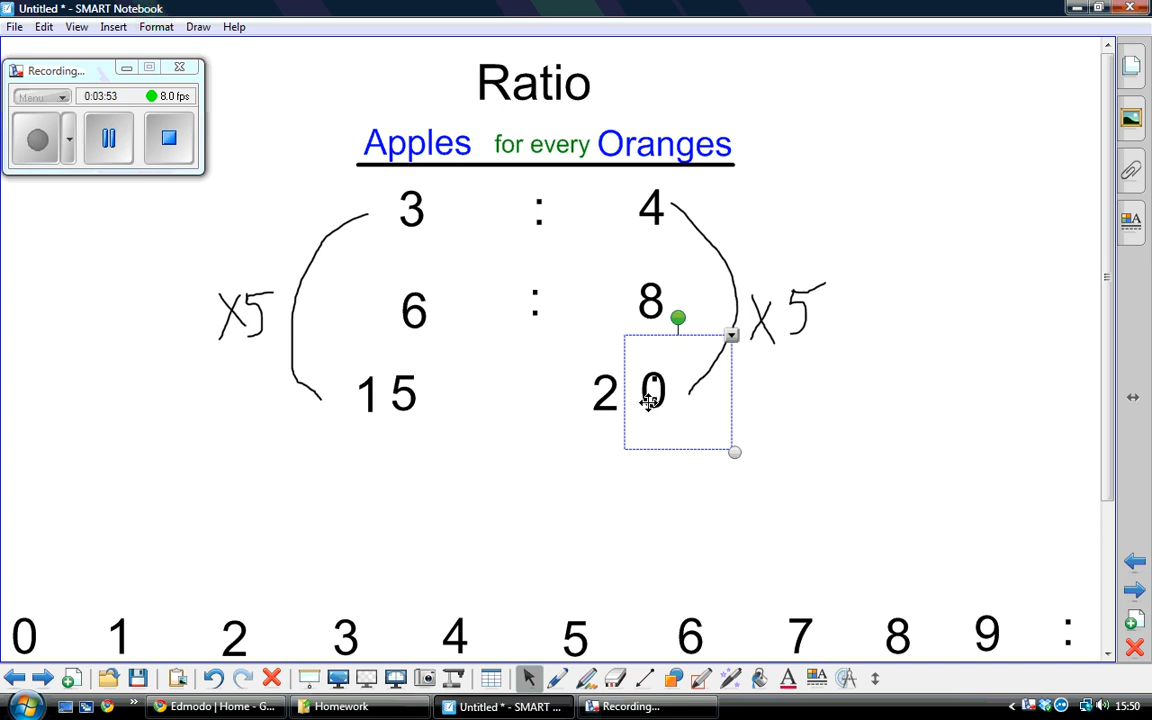 Untitled * - SMART Notebook
File Edit View Insert Format Draw Help
Recording...
Menu 0:03:53 8.0 fps
Ratio
Apples for every Oranges
3 : 4
6 : 8
X5 X 5
15 20
0 1 2 3 4 5 6 7 8 9 :
Edmodo | Home - G... Homework Untitled * - SMART ... Recording... 15:50